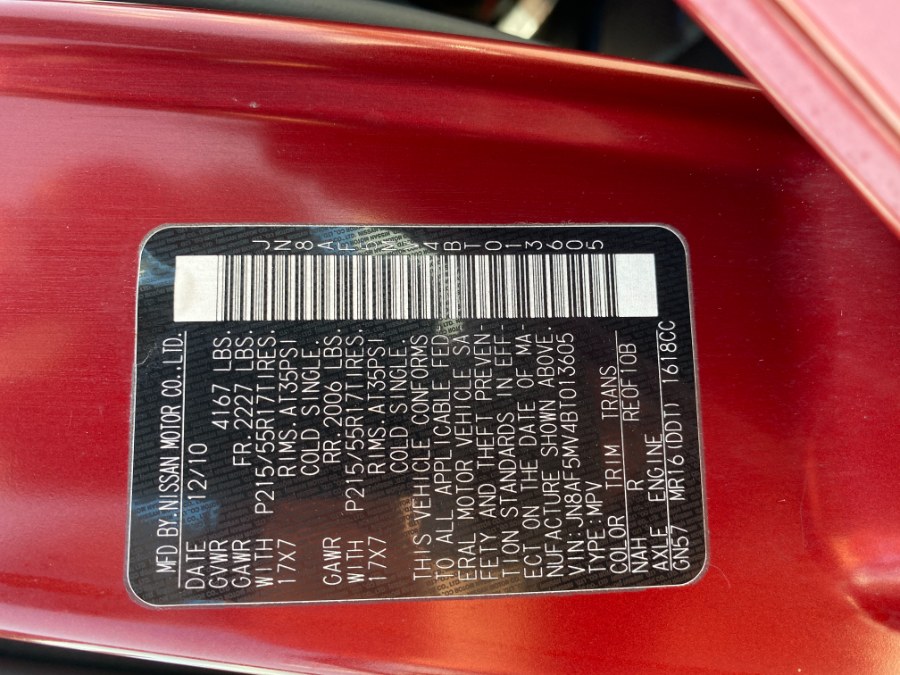 MFD BY.NISSAN MOTOR CO.,LTD.
DATE 12/10
GVWR 4167 LBS.
GAWR FR.2227 LBS.
WITH P215/55R17TIRES.
17X7 RIMS AT35PSI
COLD SINGLE.
GAWR RR.2006 LBS.
WITH P215/55R17TIRES.
17X7 RIMS.AT35PSI
COLD SINGLE.
THIS VEHICLE CONFORMS
TO ALL APPLICABLE FED-
ERAL MOTOR VEHICLE SA
FETY AND THEFT PREVEN-
TION STANDARDS IN EFF-
ECT ON THE DATE OF MA-
NUFACTURE SHOWN ABOVE.
VIN:JN8AF5MV4BT013605
TYPE:MPV
COLOR TRIM TRANS
NAH R REOF10B
AXLE ENGINE
GN57 MR16(DDT) 1618CC
JN8AF5MV4BT013605